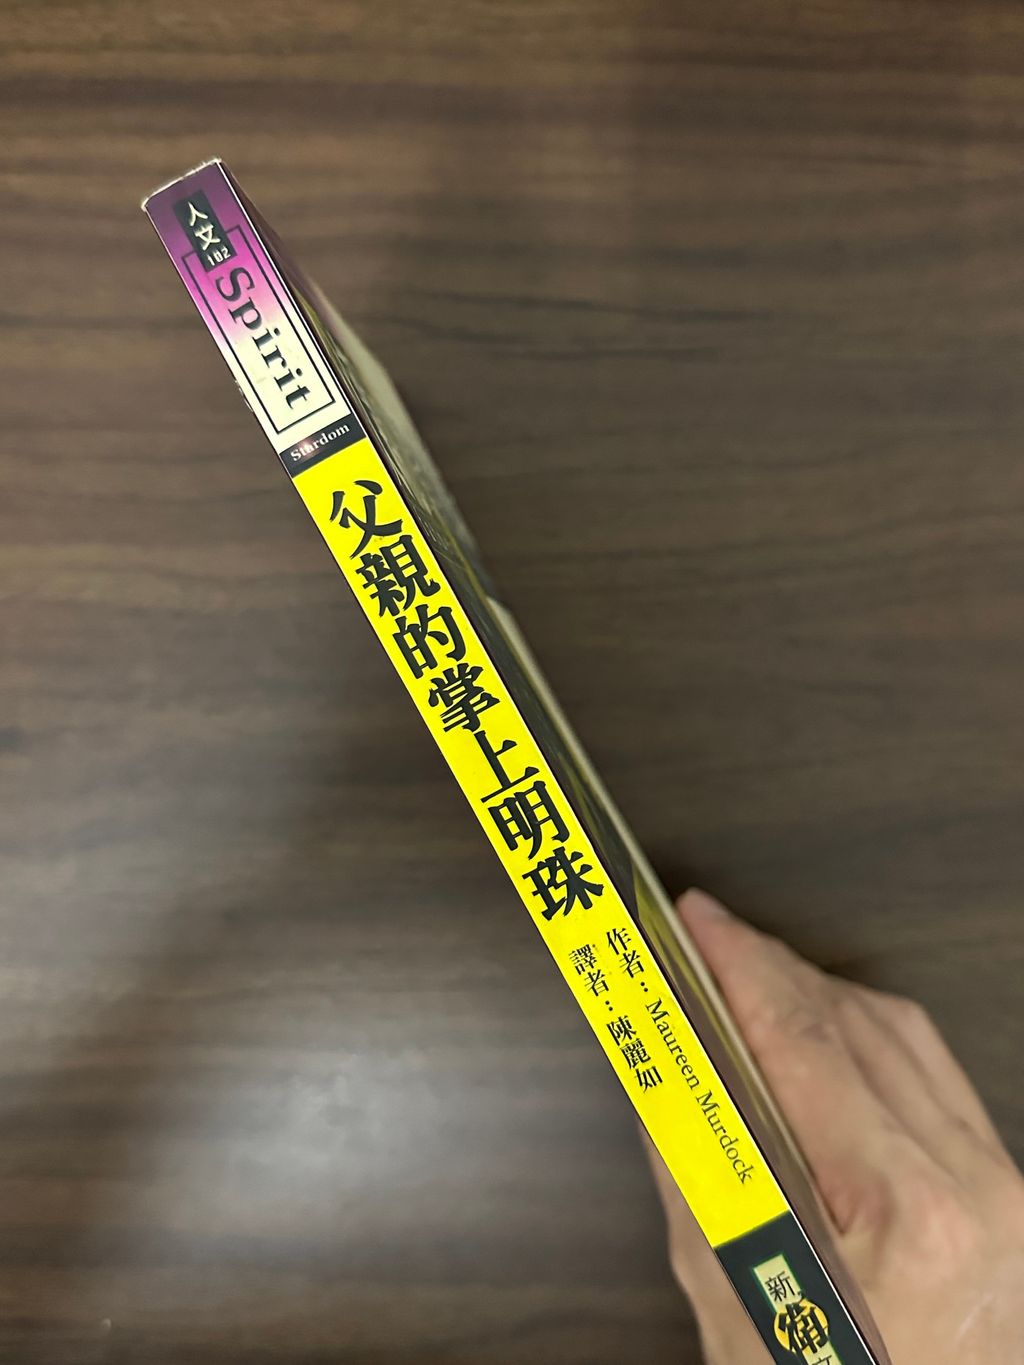 人文
102
Spirit
Stardom
父親的掌上明珠
作者：Maureen Murdock
譯者：陳麗如
新